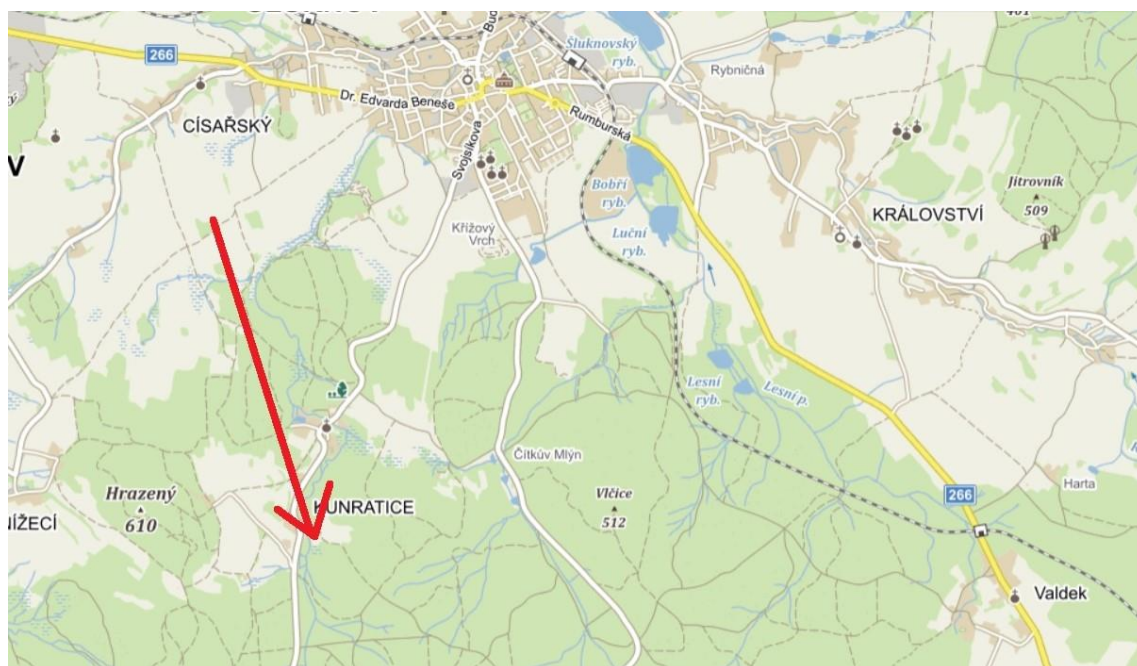 266
Dr. Edvarda Beneše
Svojsíkova
Rumburská
Šluknovský
ryb.
Rybničná
CÍSAŘSKÝ
V
Bobří
ryb.
Luční
ryb.
Křížový
Vrch
KRÁLOVSTVÍ
Jitrovník
509
Lesní
ryb.
Lesní p.
Čítkův Mlýn
Vlčice
512
Hrazený
610
NÍŽECÍ
KUNRATICE
266
Harta
Valdek